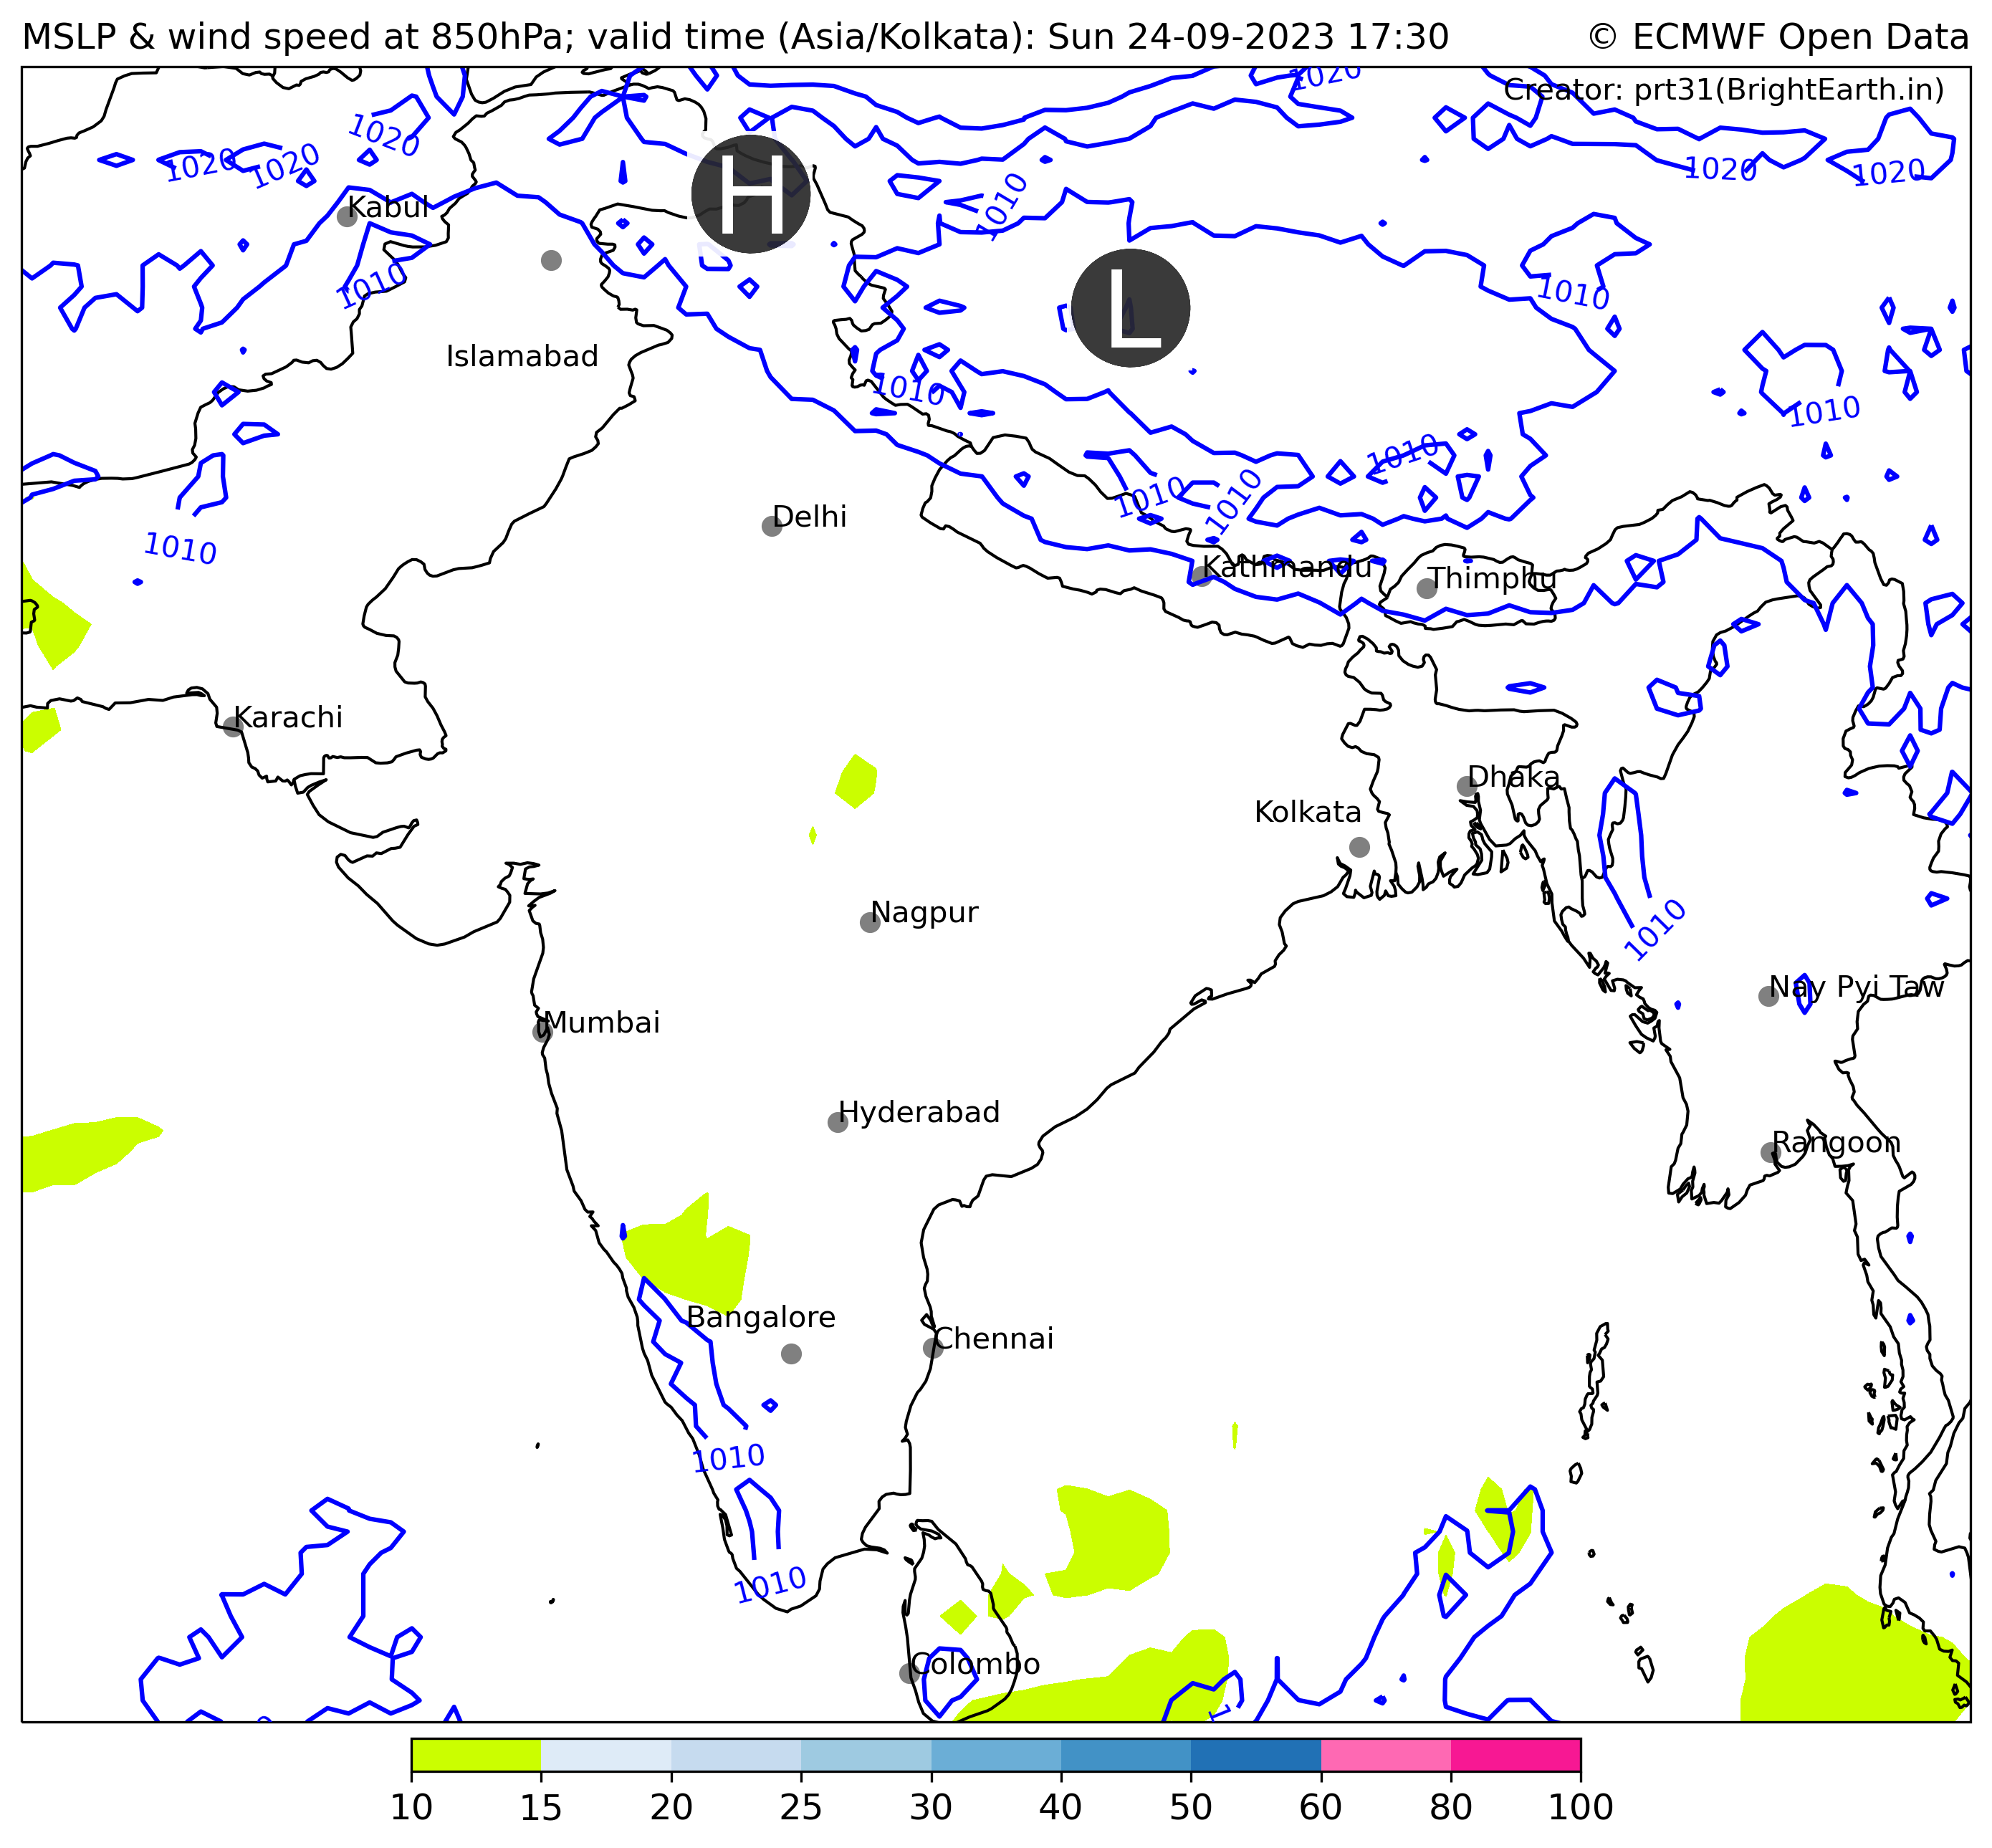 MSLP & wind speed at 850hPa; valid time (Asia/Kolkata): Sun 24-09-2023 17:30
© ECMWF Open Data
Creator: prt31(BrightEarth.in)
1020
1020
1020
1020
1020
1020
H
Kabul
1010
1010
1010
L
Islamabad
1010
1010
1010
1010
1010
1010
Delhi
Kathmandu
Thimphu
Karachi
Dhaka
Kolkata
Nagpur
1010
Nay Pyi Taw
Mumbai
Hyderabad
Rangoon
Bangalore
Chennai
1010
1010
Colombo
10 15 20 25 30 40 50 60 80 100